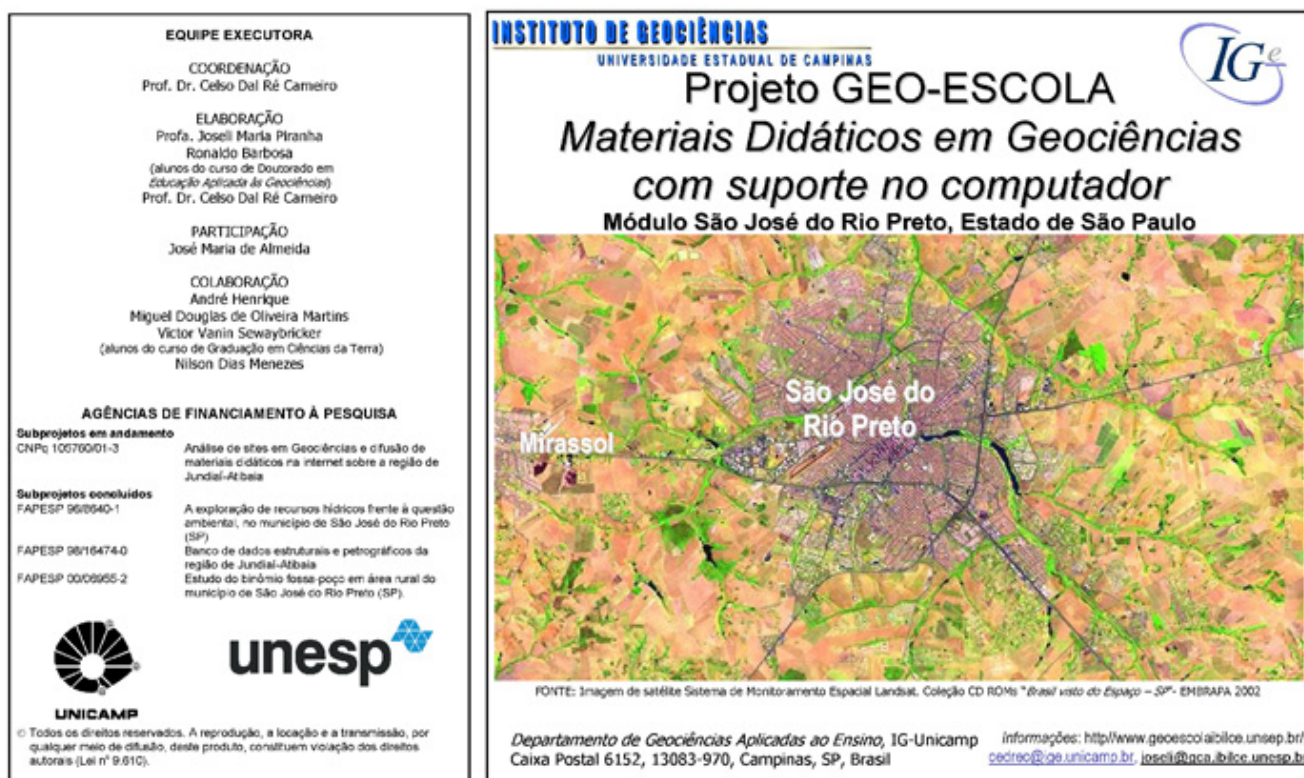 EQUIPE EXECUTORA
COORDENAÇÃO
Prof. Dr. Celso Dal Ré Carneiro
ELABORAÇÃO
Profa. Joseli Maria Piranha
Ronaldo Barbosa
(alunos do curso de Doutorado em
Educação Aplicada às Geociências)
Prof. Dr. Celso Dal Ré Carneiro
PARTICIPAÇÃO
José Maria de Almeida
COLABORAÇÃO
André Henrique
Miguel Douglas de Oliveira Martins
Victor Vanin Sewaybricker
(alunos do curso de Graduação em Ciências da Terra)
Nilson Dias Menezes
AGÊNCIAS DE FINANCIAMENTO À PESQUISA
Subprojetos em andamento
CNPq 105760/01-3 Análise de sites em Geociências e difusão de
materiais didáticos na internet sobre a região de
Jundiaí-Atibaia
Subprojetos concluídos
FAPESP 96/8640-1 A exploração de recursos hídricos frente à questão
ambiental, no município de São José do Rio Preto
(SP)
FAPESP 98/16474-0 Banco de dados estruturais e petrográficos da
região de Jundiaí-Atibaia
FAPESP 00/06955-2 Estudo do binômio fossa-poço em área rural do
município de São José do Rio Preto (SP).
UNICAMP
unesp
© Todos os direitos reservados. A reprodução, a locação e a transmissão, por
qualquer meio de difusão, deste produto, constituem violação dos direitos
autorais (Lei nº 9.610).
INSTITUTO DE GEOCIÊNCIAS
UNIVERSIDADE ESTADUAL DE CAMPINAS
IGe
Projeto GEO-ESCOLA
Materiais Didáticos em Geociências
com suporte no computador
Módulo São José do Rio Preto, Estado de São Paulo
São José do
Rio Preto
Mirassol
FONTE: Imagem de satélite Sistema de Monitoramento Espacial Landsat. Coleção CD ROMs "Brasil visto do Espaço – SP"- EMBRAPA 2002
Departamento de Geociências Aplicadas ao Ensino, IG-Unicamp
Caixa Postal 6152, 13083-970, Campinas, SP, Brasil
informações: http//www.geoescolaibilce.unsep.br/
cedrec@ige.unicamp.br, joseli@gca.ibilce.unesp.b